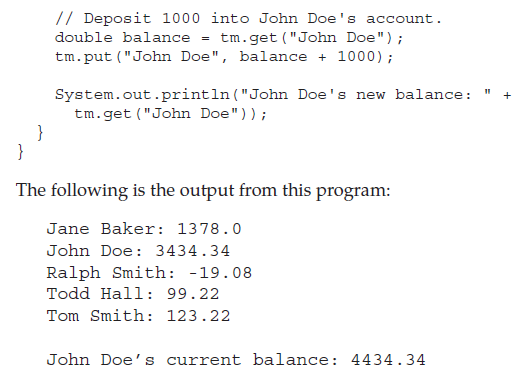 // Deposit 1000 into John Doe's account.
double balance = tm.get("John Doe");
tm.put("John Doe", balance + 1000);
System.out.println("John Doe's new balance: " +
tm.get("John Doe"));
}
}
The following is the output from this program:
Jane Baker: 1378.0
John Doe: 3434.34
Ralph Smith: -19.08
Todd Hall: 99.22
Tom Smith: 123.22
John Doe’s current balance: 4434.34